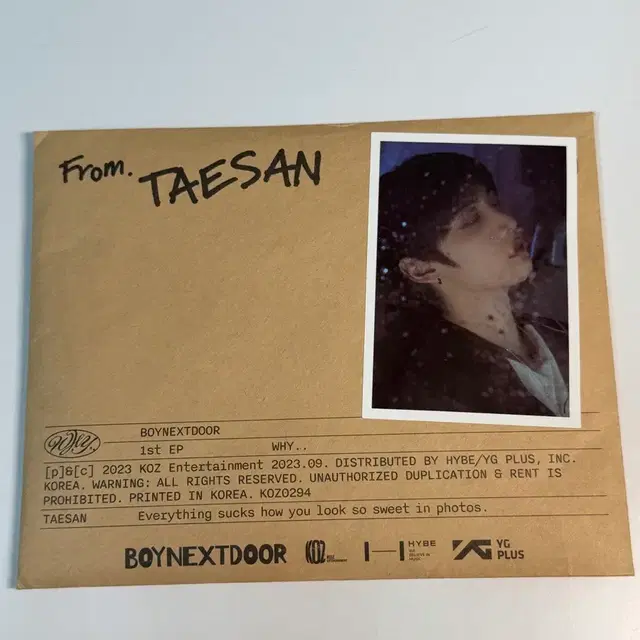 From. TAESAN
Why..
BOYNEXTDOOR
1st EP WHY..
[p]&[c] 2023 KOZ Entertainment 2023.09. DISTRIBUTED BY HYBE/YG PLUS, INC.
KOREA. WARNING: ALL RIGHTS RESERVED. UNAUTHORIZED DUPLICATION & RENT IS
PROHIBITED. PRINTED IN KOREA. KOZ0294
TAESAN Everything sucks how you look so sweet in photos.
BOYNEXTDOOR KOZ HYBE YG PLUS